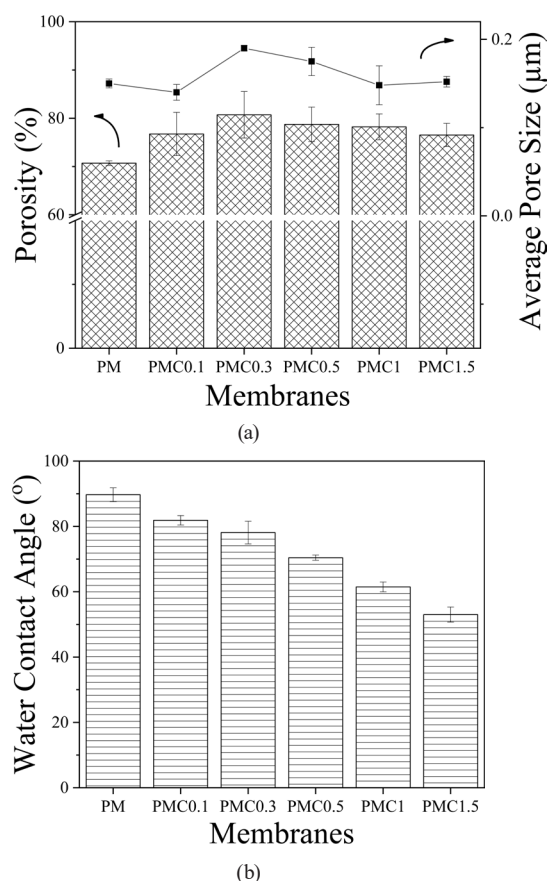 100
80
60
0
Porosity (%)
0.2
0.0
Average Pore Size (μm)
PM PMC0.1 PMC0.3 PMC0.5 PMC1 PMC1.5
Membranes
(a)
100
80
60
40
20
0
Water Contact Angle (º)
PM PMC0.1 PMC0.3 PMC0.5 PMC1 PMC1.5
Membranes
(b)